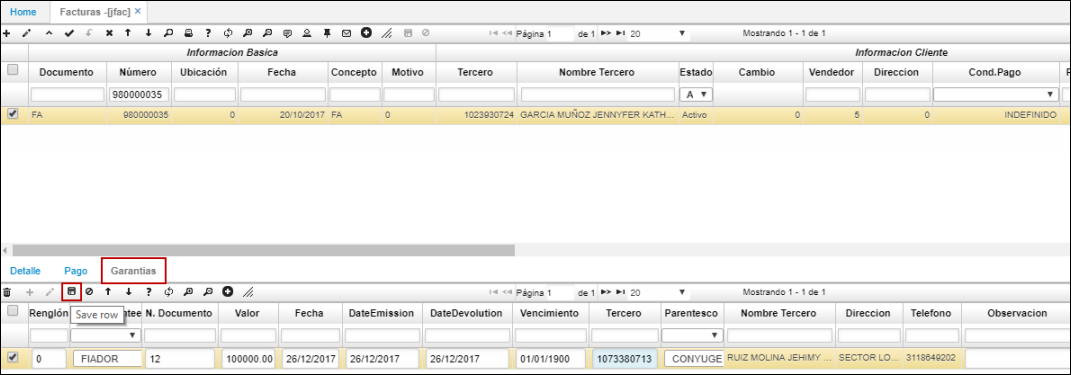 Home Facturas -[jfac] ×
Página 1 de 1 20 Mostrando 1 - 1 de 1
Informacion Basica Informacion Cliente
Documento Número Ubicación Fecha Concepto Motivo Tercero Nombre Tercero Estado Cambio Vendedor Direccion Cond.Pago
980000035 A
FA 980000035 0 20/10/2017 FA 0 1023930724 GARCIA MUÑOZ JENNYFER KATH... Activo 0 5 0 INDEFINIDO
Detalle Pago Garantias
Página 1 de 1 20 Mostrando 1 - 1 de 1
Save row
Renglón N. Documento Valor Fecha DateEmission DateDevolution Vencimiento Tercero Parentesco Nombre Tercero Direccion Telefono Observacion
0 FIADOR 12 100000.00 26/12/2017 26/12/2017 26/12/2017 01/01/1900 1073380713 CONYUGE RUIZ MOLINA JEHIMY ... SECTOR LO... 3118649202